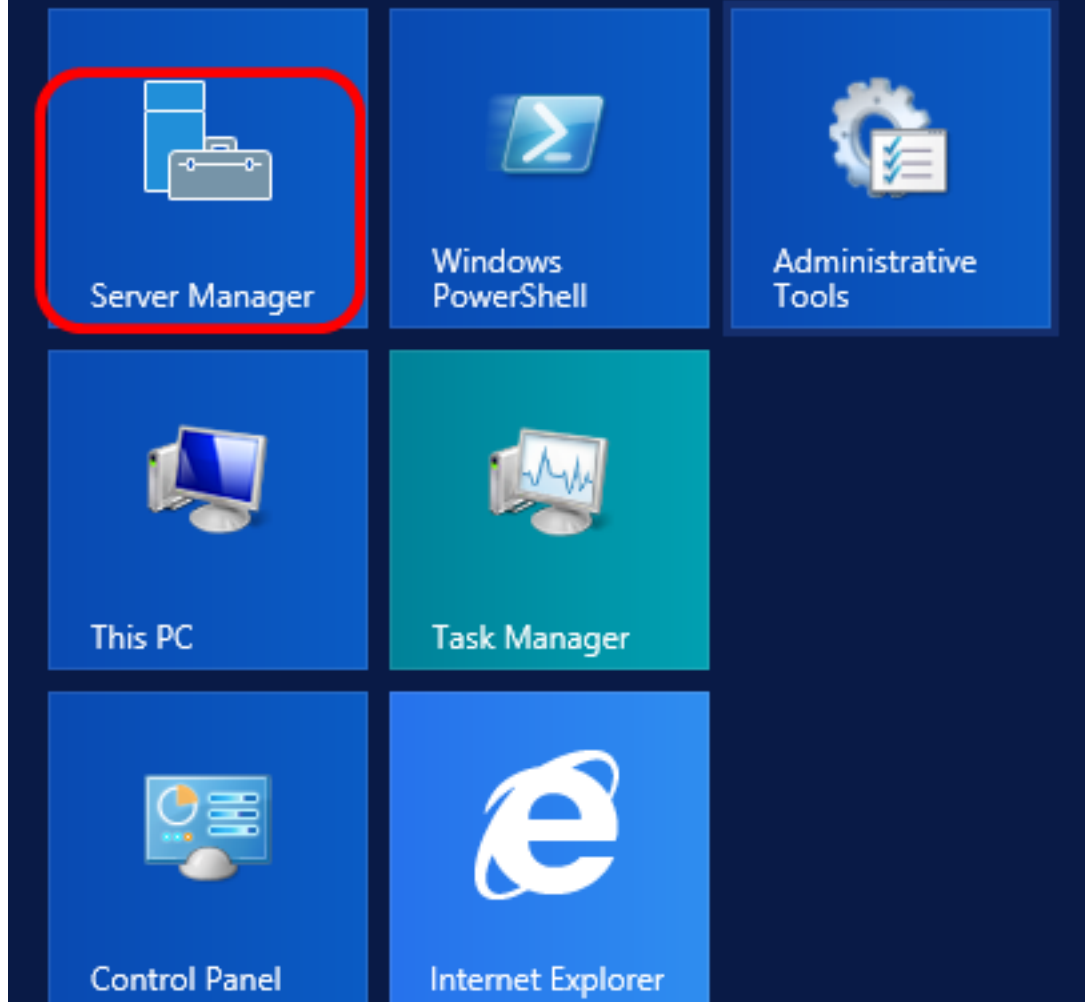 Server Manager
Windows
PowerShell
Administrative
Tools
This PC
Task Manager
Control Panel
Internet Explorer